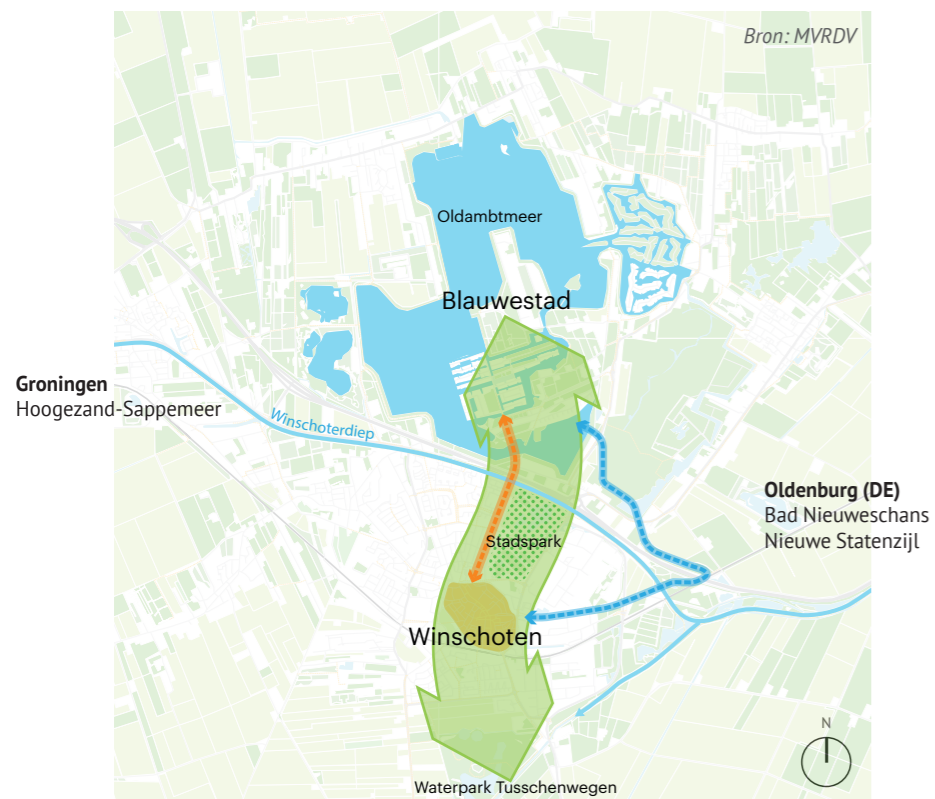 Bron: MVRDV
Oldambtmeer
Blauwestad
Groningen
Hoogezand-Sappemeer
Winschoterdiep
Oldenburg (DE)
Bad Nieuweschans
Nieuwe Statenzijl
Stadspark
Winschoten
N
Waterpark Tusschenwegen